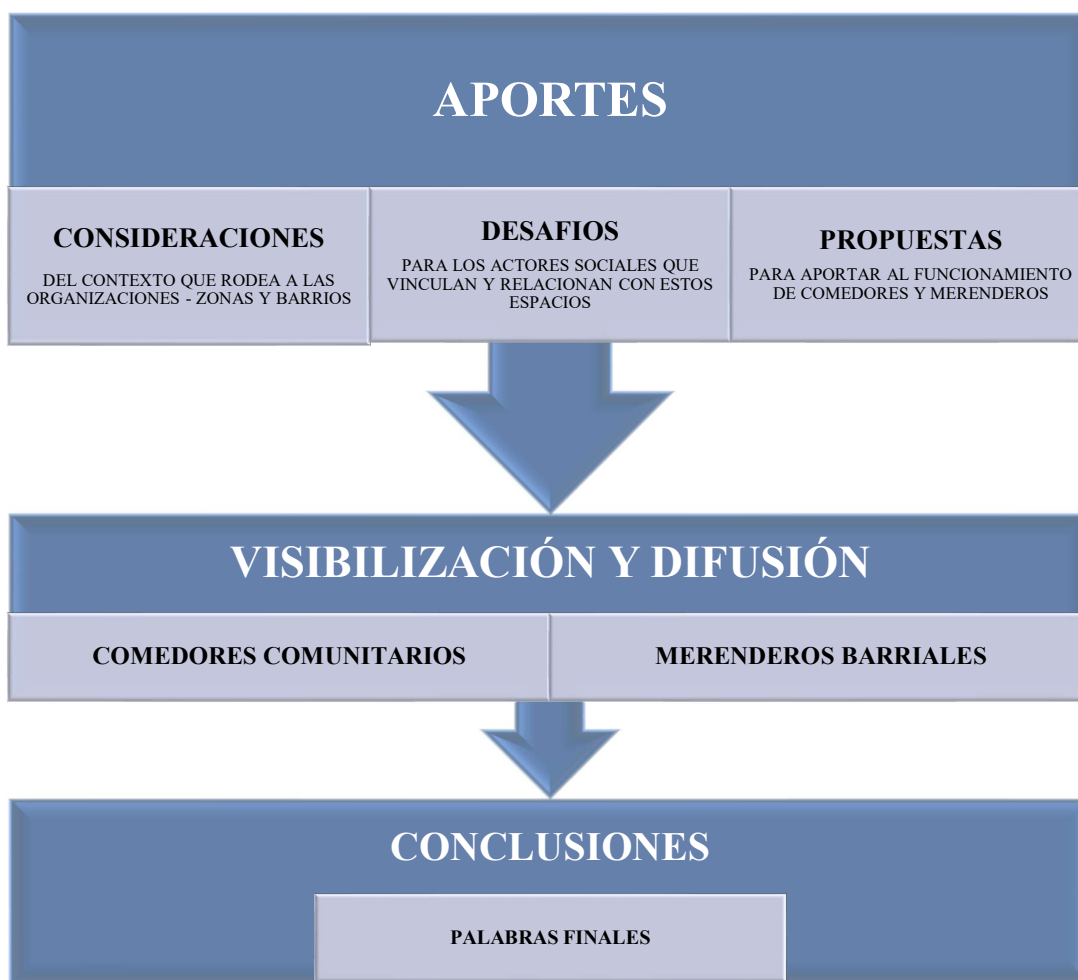 APORTES
CONSIDERACIONES
DEL CONTEXTO QUE RODEA A LAS
ORGANIZACIONES - ZONAS Y BARRIOS
DESAFIOS
PARA LOS ACTORES SOCIALES QUE
VINCULAN Y RELACIONAN CON ESTOS
ESPACIOS
PROPUESTAS
PARA APORTAR AL FUNCIONAMIENTO
DE COMEDORES Y MERENDEROS
VISIBILIZACIÓN Y DIFUSIÓN
COMEDORES COMUNITARIOS
MERENDEROS BARRIALES
CONCLUSIONES
PALABRAS FINALES